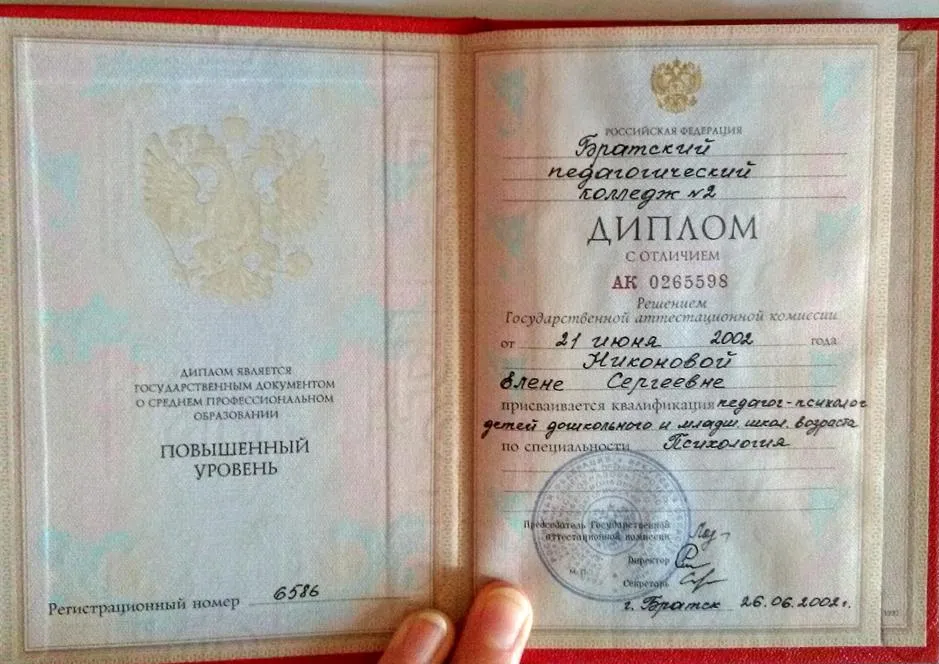 ДИПЛОМ ЯВЛЯЕТСЯ
ГОСУДАРСТВЕННЫМ ДОКУМЕНТОМ
О СРЕДНЕМ ПРОФЕССИОНАЛЬНОМ
ОБРАЗОВАНИИ
ПОВЫШЕННЫЙ
УРОВЕНЬ
Регистрационный номер 6586
РОССИЙСКАЯ ФЕДЕРАЦИЯ
Братский
педагогический
колледж №2
ДИПЛОМ
С ОТЛИЧИЕМ
АК 0265598
Решением
Государственной аттестационной комиссии
от 21 июня 2002 года
Никоновой
Елене Сергеевне
присваивается квалификация педагог-психолог
детей дошкольного и младш. школ. возраста
по специальности Психология
Председатель Государственной
аттестационной комиссии
Директор
Секретарь
М.П.
г. Братск 26.06.2002г.